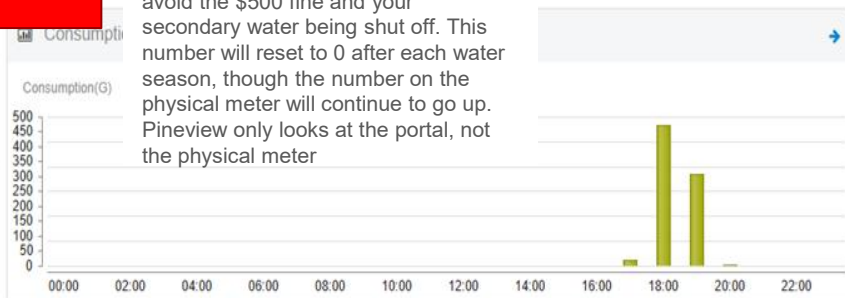 avoid the $500 fine and your
secondary water being shut off. This
number will reset to 0 after each water
season, though the number on the
physical meter will continue to go up.
Pineview only looks at the portal, not
the physical meter
Consumption(G)
500
450
400
350
300
250
200
150
100
50
0
00:00 02:00 04:00 06:00 08:00 10:00 12:00 14:00 16:00 18:00 20:00 22:00